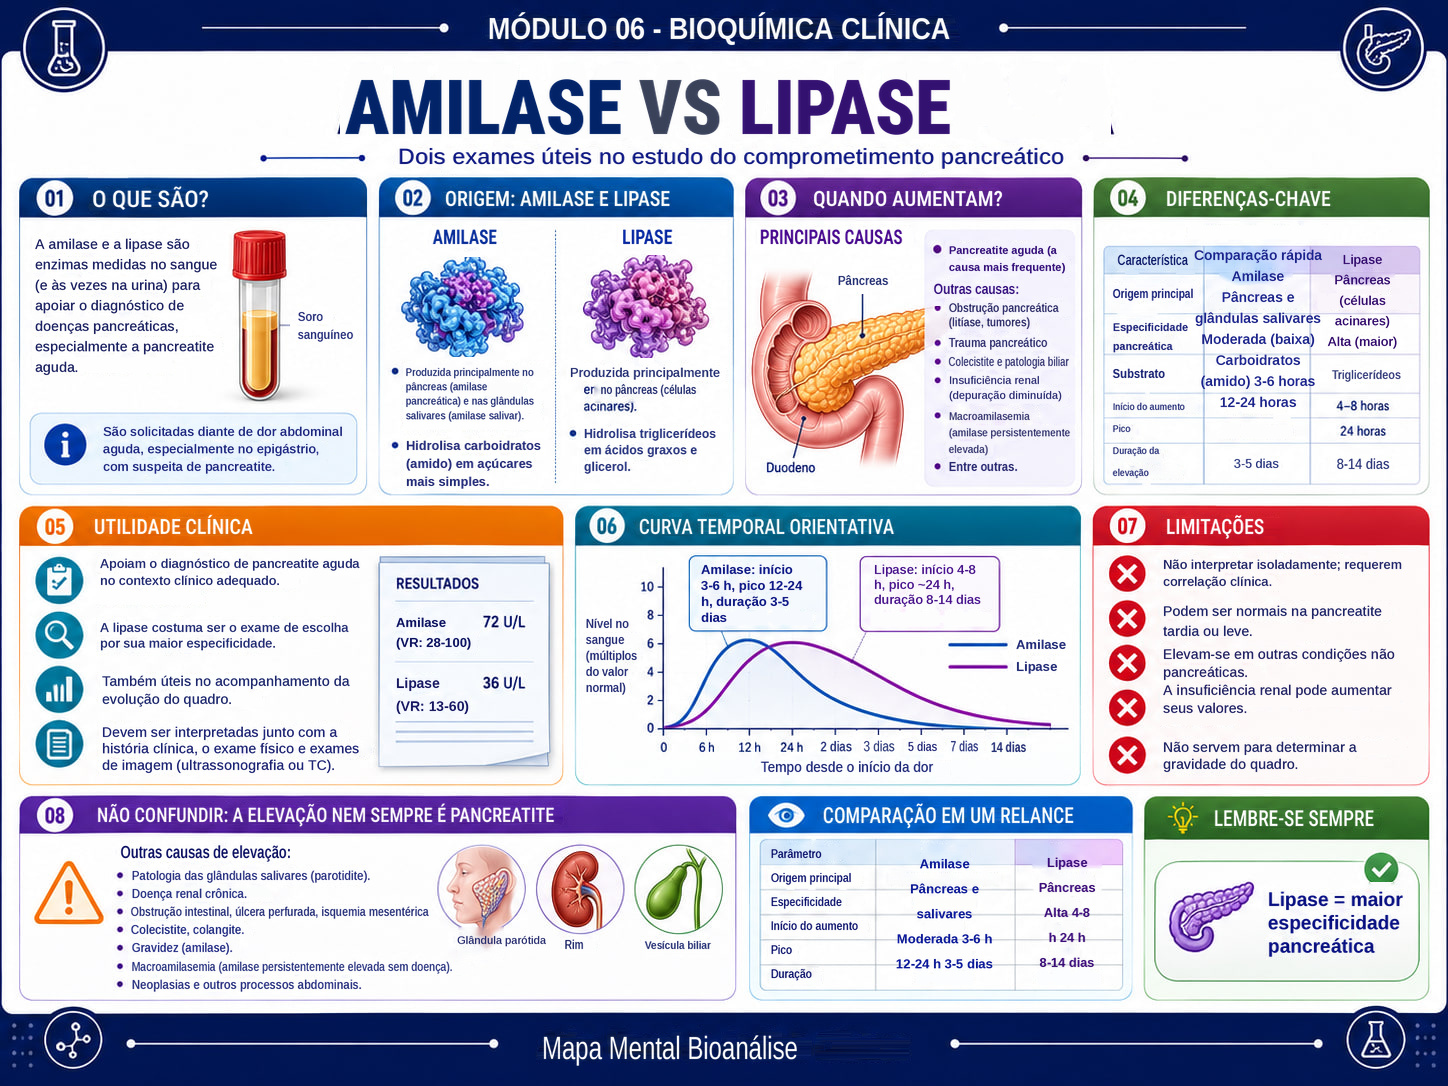 MÓDULO 06 - BIOQUÍMICA CLÍNICA
AMILASE VS LIPASE
Dois exames úteis no estudo do comprometimento pancreático
01 O QUE SÃO?
A amilase e a lipase são
enzimas medidas no sangue
(e às vezes na urina) para
apoiar o diagnóstico de
doenças pancreáticas,
especialmente a pancreatite
aguda.
Soro
sanguíneo
São solicitadas diante de dor abdominal
aguda, especialmente no epigástrio,
com suspeita de pancreatite.
02 ORIGEM: AMILASE E LIPASE
AMILASE
Produzida principalmente no
pâncreas (amilase
pancreática) e nas glândulas
salivares (amilase salivar).
Hidrolisa carboidratos
(amido) em açúcares
mais simples.
LIPASE
Produzida principalmente
en no pâncreas (células
acinares).
Hidrolisa triglicerídeos
em ácidos graxos e
glicerol.
03 QUANDO AUMENTAM?
PRINCIPAIS CAUSAS
Pâncreas
Duodeno
Pancreatite aguda (a
causa mais frequente)
Outras causas:
Obstrução pancreática
(litíase, tumores)
Trauma pancreático
Colecistite e patologia biliar
Insuficiência renal
(depuração diminuída)
Macroamilasemia
(amilase persistentemente
elevada)
Entre outras.
04 DIFERENÇAS-CHAVE
Característica
Origem principal
Especificidade
pancreática
Substrato
Início do aumento
Pico
Duração da
elevação
Comparação rápida
Amilase
Pâncreas e
glândulas salivares
Moderada (baixa)
Carboidratos
(amido) 3-6 horas
12-24 horas
3-5 dias
Lipase
Pâncreas
(células
acinares)
Alta (maior)
Triglicerídeos
4–8 horas
24 horas
8-14 dias
05 UTILIDADE CLÍNICA
Apoiam o diagnóstico de pancreatite aguda
no contexto clínico adequado.
A lipase costuma ser o exame de escolha
por sua maior especificidade.
Também úteis no acompanhamento da
evolução do quadro.
Devem ser interpretadas junto com a
história clínica, o exame físico e exames
de imagem (ultrassonografia ou TC).
RESULTADOS
Amilase 72 U/L
(VR: 28-100)
Lipase 36 U/L
(VR: 13-60)
06 CURVA TEMPORAL ORIENTATIVA
Amilase: início
3-6 h, pico 12-24
h, duração 3-5
dias
Lipase: início 4-8
h, pico ~24 h,
duração 8-14 dias
Nível no
sangue
(múltiplos
do valor
normal)
10
8
6
4
2
0
Amilase
Lipase
0 6 h 12 h 24 h 2 dias 3 dias 5 dias 7 dias 14 dias
Tempo desde o início da dor
07 LIMITAÇÕES
Não interpretar isoladamente; requerem
correlação clínica.
Podem ser normais na pancreatite
tardia ou leve.
Elevam-se em outras condições não
pancreáticas.
A insuficiência renal pode aumentar
seus valores.
Não servem para determinar a
gravidade do quadro.
08 NÃO CONFUNDIR: A ELEVAÇÃO NEM SEMPRE É PANCREATITE
Outras causas de elevação:
Patologia das glândulas salivares (parotidite).
Doença renal crônica.
Obstrução intestinal, úlcera perfurada, isquemia mesentérica
Colecistite, colangite.
Gravidez (amilase).
Macroamilasemia (amilase persistentemente elevada sem doença).
Neoplasias e outros processos abdominais.
Glândula parótida
Rim
Vesícula biliar
COMPARAÇÃO EM UM RELANCE
Parâmetro
Origem principal
Especificidade
Início do aumento
Pico
Duração
Amilase
Pâncreas e
salivares
Moderada 3-6 h
12-24 h 3-5 dias
Lipase
Pâncreas
Alta 4-8
h 24 h
8-14 dias
LEMBRE-SE SEMPRE
Lipase = maior
especificidade
pancreática
Mapa Mental Bioanálise